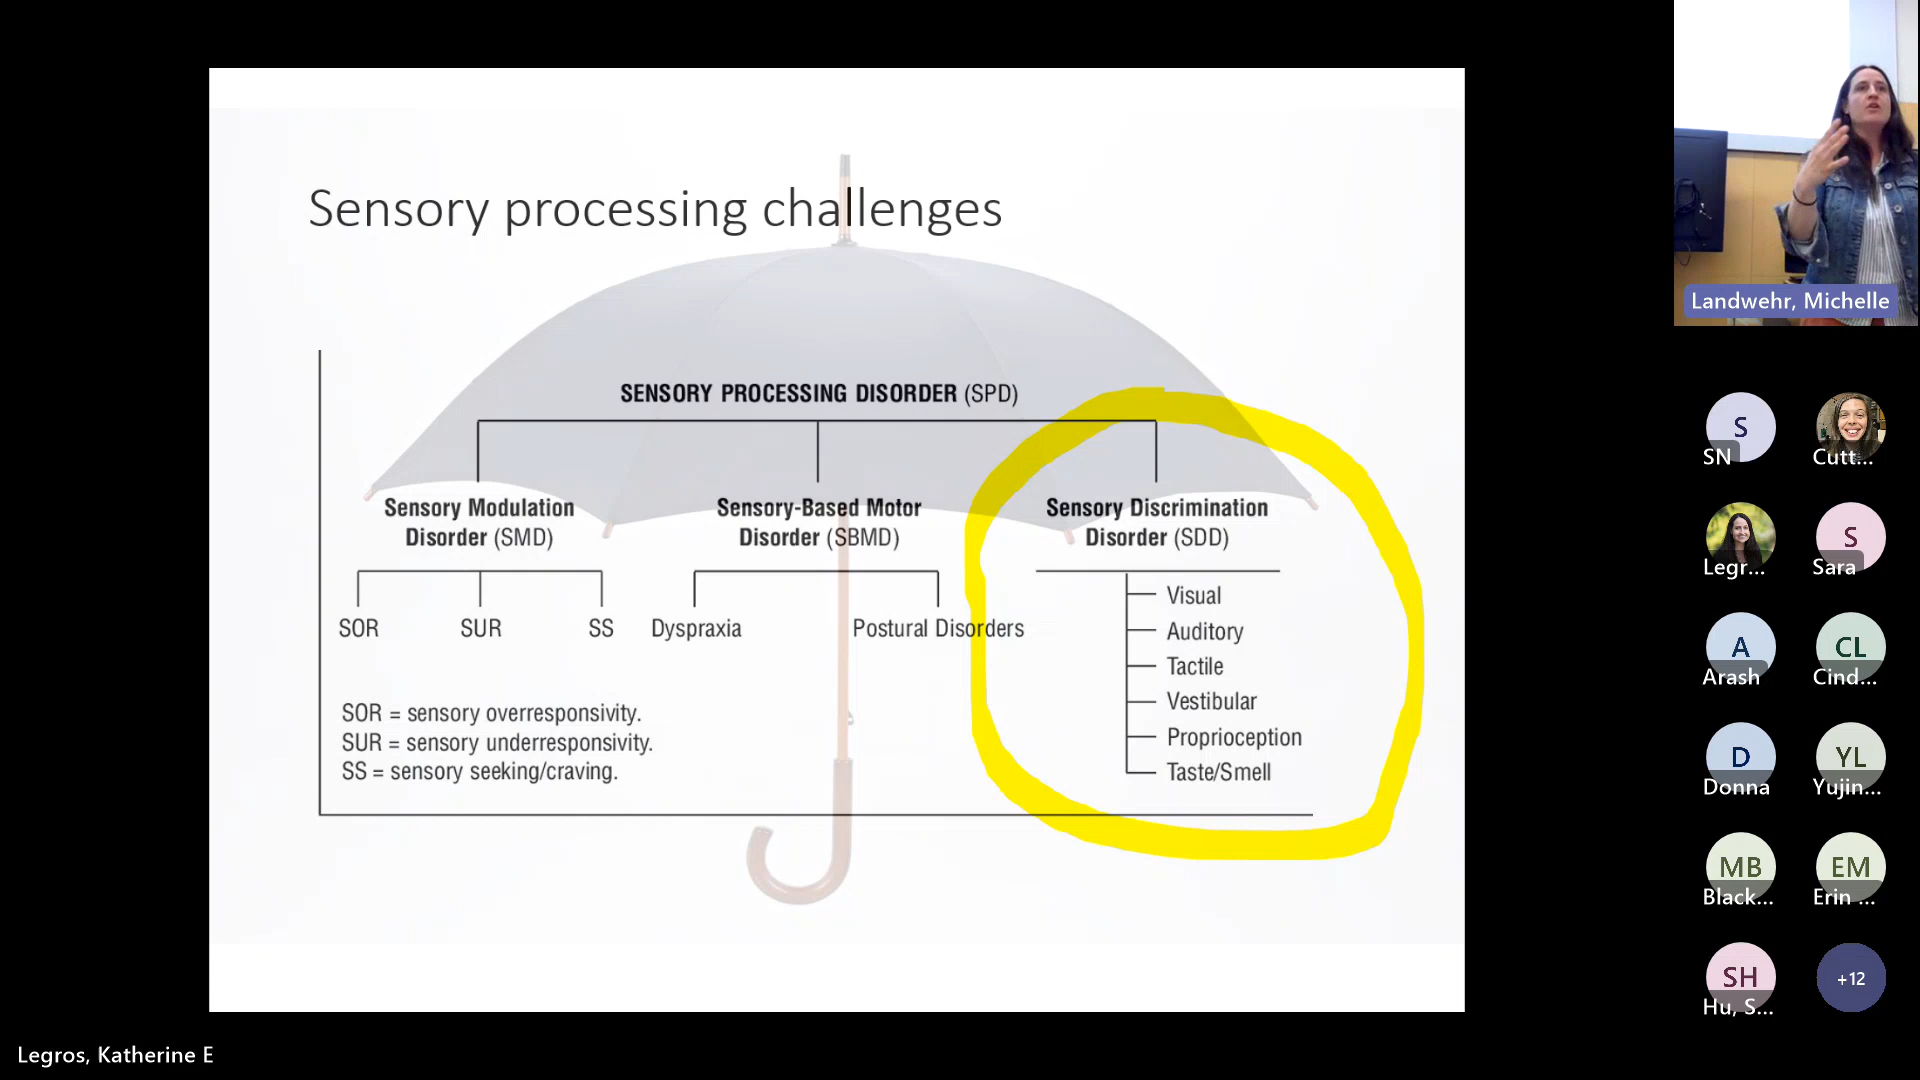 Sensory processing challenges
SENSORY PROCESSING DISORDER (SPD)
Sensory Modulation
Disorder (SMD)
Sensory-Based Motor
Disorder (SBMD)
Sensory Discrimination
Disorder (SDD)
SOR
SUR
SS
Dyspraxia
Postural Disorders
Visual
Auditory
Tactile
Vestibular
Proprioception
Taste/Smell
SOR = sensory overresponsivity.
SUR = sensory underresponsivity.
SS = sensory seeking/craving.
Landwehr, Michelle
S
SN
Cutt...
Legr...
S
Sara
A
Arash
CL
Cind...
D
Donna
YL
Yujin...
MB
Black...
EM
Erin ...
SH
Hu, S...
+12
Legros, Katherine E